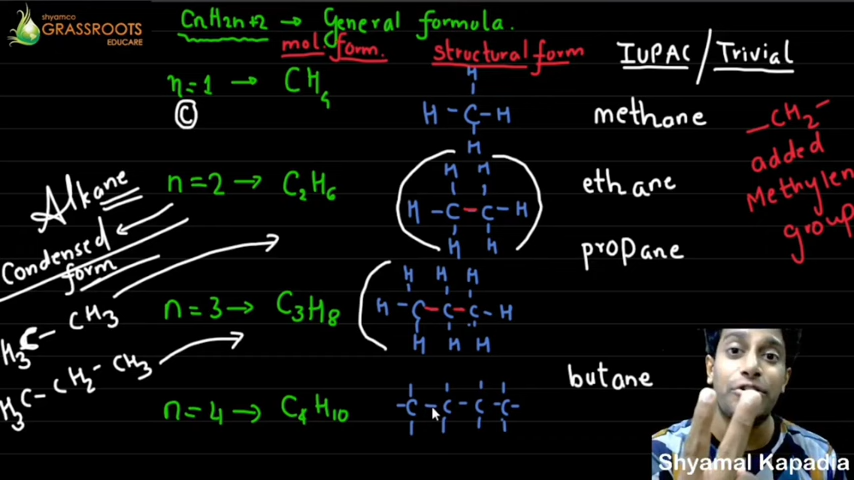 shyamco
GRASSROOTS
EDUCARE
CnH2n+2 → General formula.
mol. form. structural form IUPAC / Trivial
n=1 → CH4
C
H
H - C - H
H
methane
-CH2-
added
Methylen
group
Alkane
n=2 → C2H6
H H
H - C - C - H
H H
ethane
Condensed
form
propane
H3C - CH3
n=3 → C3H8
H H H
H - C - C - C - H
H H H
H3C - CH2 - CH3
n=4 → C4H10
- C - C - C - C -
butane
Shyamal Kapadia